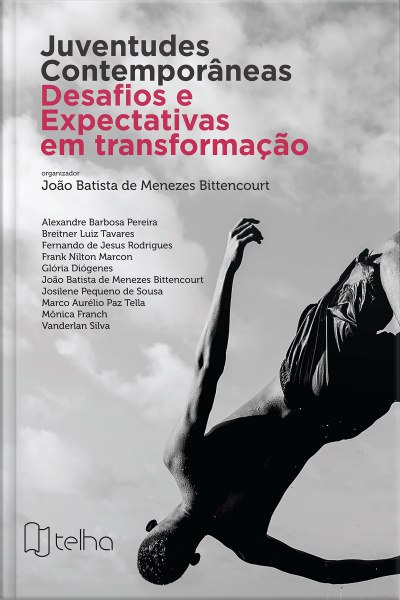 Juventudes
Contemporâneas
Desafios e
Expectativas
em transformação
organizador
João Batista de Menezes Bittencourt
Alexandre Barbosa Pereira
Breitner Luiz Tavares
Fernando de Jesus Rodrigues
Frank Nilton Marcon
Glória Diógenes
João Batista de Menezes Bittencourt
Josilene Pequeno de Sousa
Marco Aurélio Paz Tella
Mônica Franch
Vanderlan Silva
telha